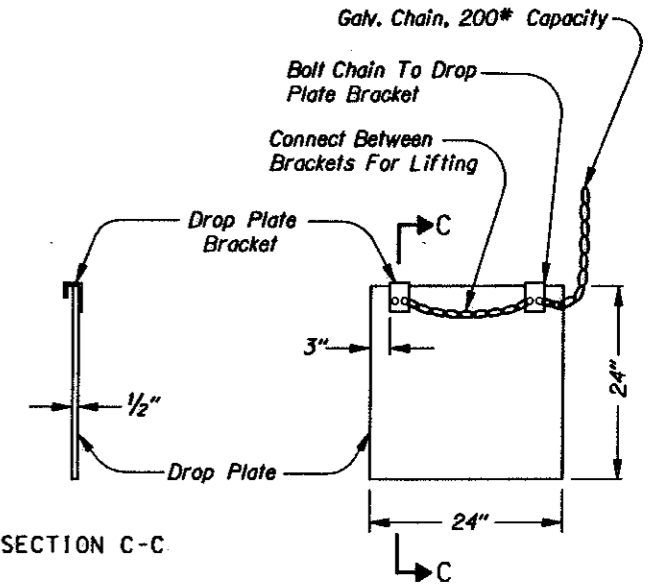 Galv. Chain, 200# Capacity
Bolt Chain To Drop
Plate Bracket
Connect Between
Brackets For Lifting
Drop Plate
Bracket
C
3"
24"
1/2"
Drop Plate
24"
SECTION C-C
C